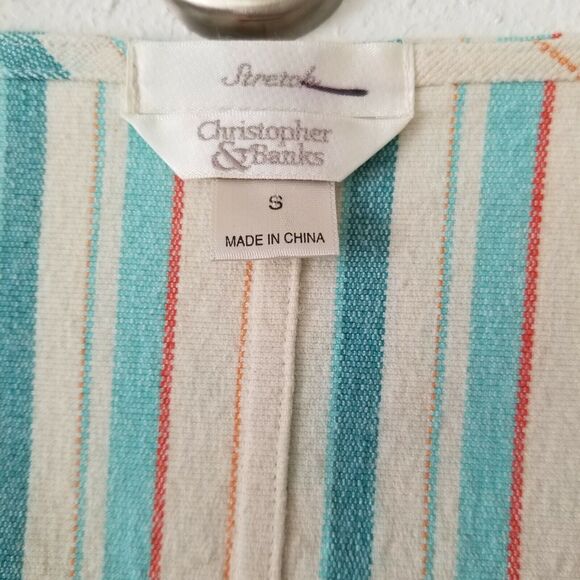 Stretch
Christopher
& Banks
S
MADE IN CHINA